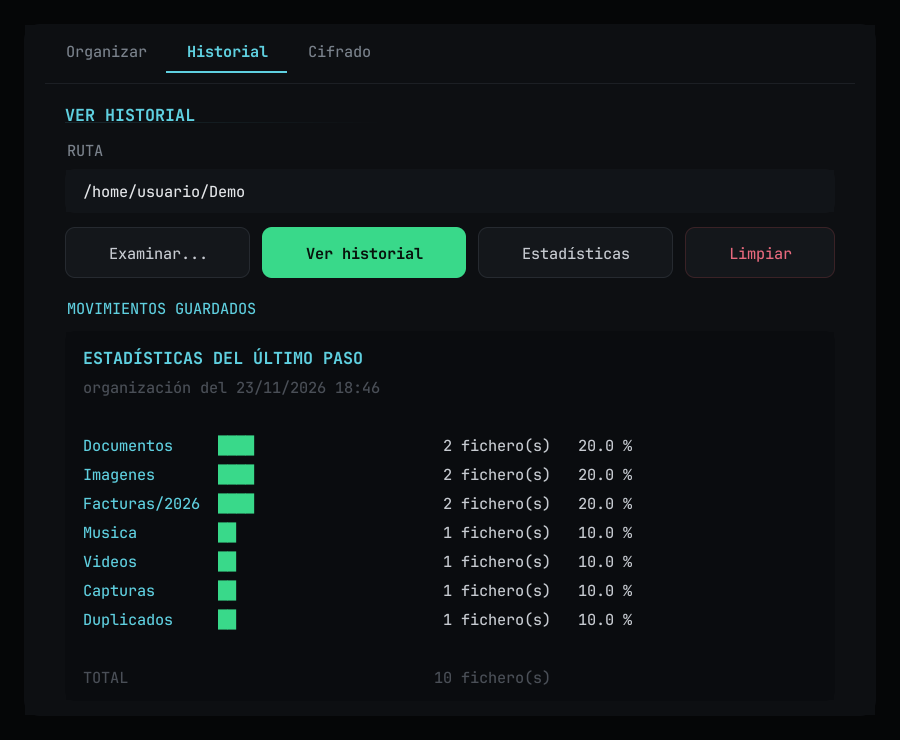 Organizar Historial Cifrado
VER HISTORIAL
RUTA
/home/usuario/Demo
Examinar... Ver historial Estadísticas Limpiar
MOVIMIENTOS GUARDADOS
ESTADÍSTICAS DEL ÚLTIMO PASO
organización del 23/11/2026 18:46
Documentos 2 fichero(s) 20.0 %
Imagenes 2 fichero(s) 20.0 %
Facturas/2026 2 fichero(s) 20.0 %
Musica 1 fichero(s) 10.0 %
Videos 1 fichero(s) 10.0 %
Capturas 1 fichero(s) 10.0 %
Duplicados 1 fichero(s) 10.0 %
TOTAL 10 fichero(s)